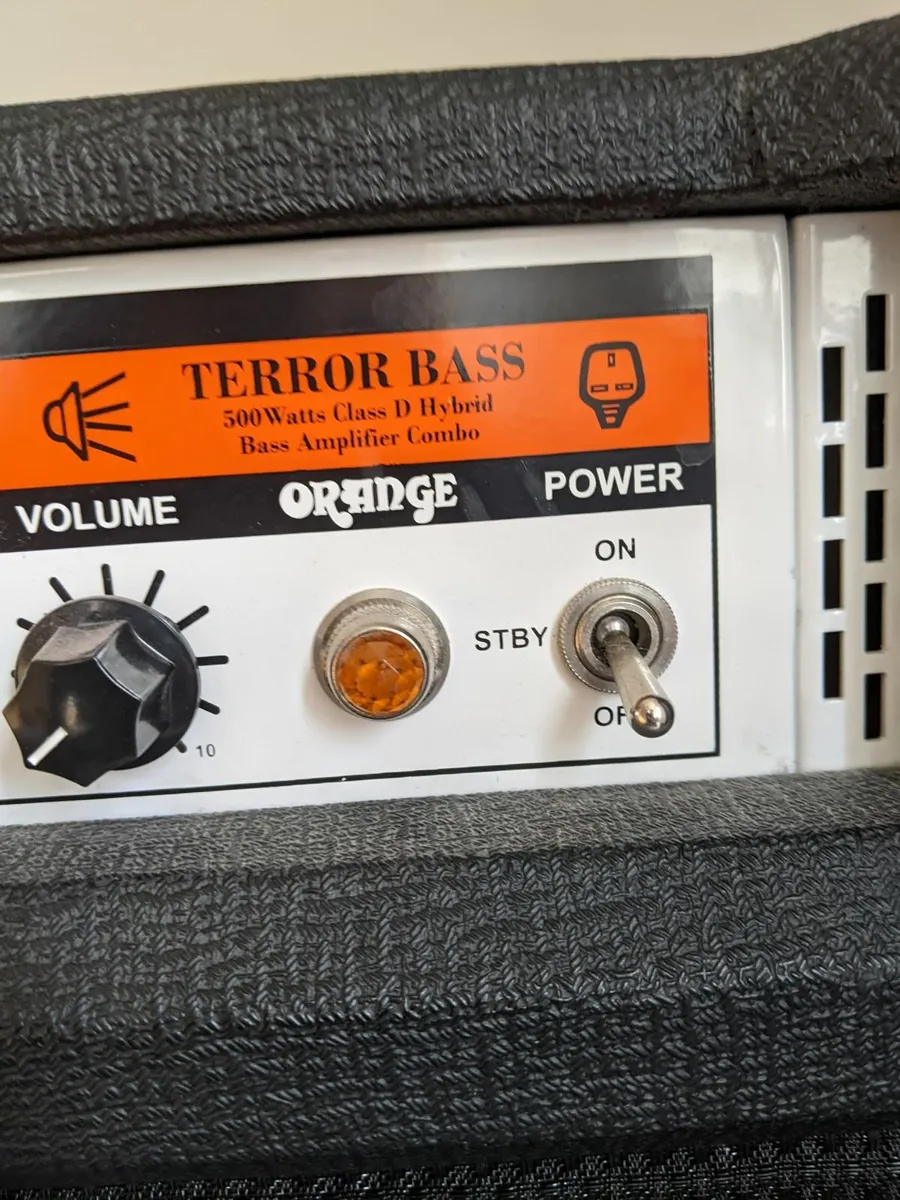 TERROR BASS
500Watts Class D Hybrid
Bass Amplifier Combo
VOLUME
ORANGE
POWER
ON
STBY
10